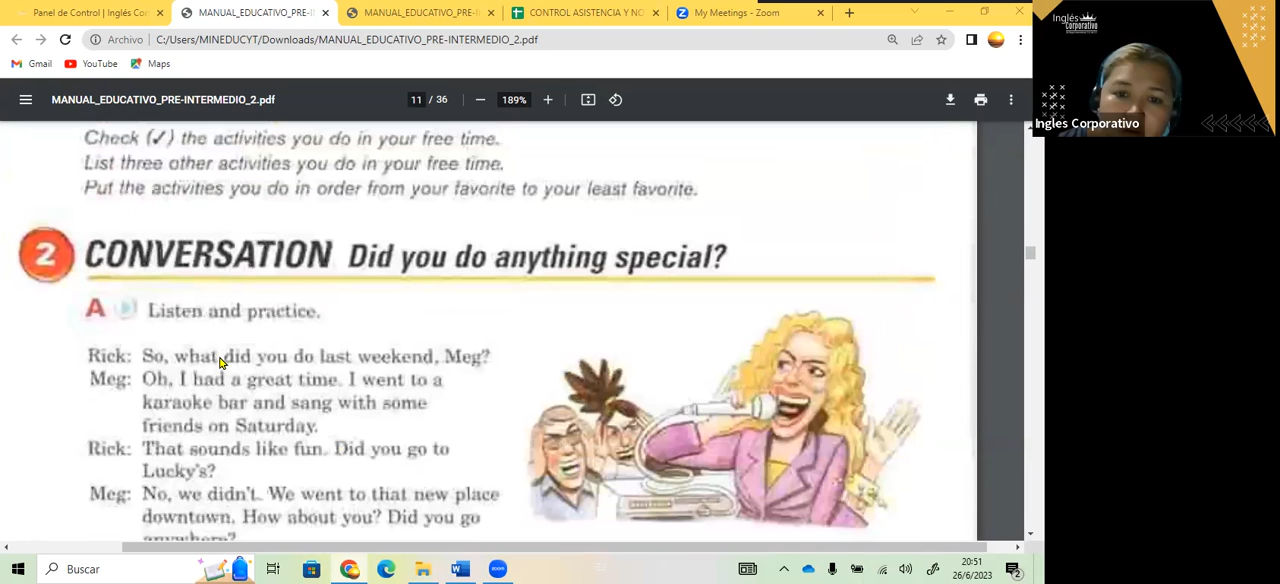 Panel de Control | Inglés Cor
MANUAL_EDUCATIVO_PRE-I
MANUAL_EDUCATIVO_PRE-I
CONTROL ASISTENCIA Y NO
My Meetings - Zoom
Archivo
C:/Users/MINEDUCYT/Downloads/MANUAL_EDUCATIVO_PRE-INTERMEDIO_2.pdf
Gmail
YouTube
Maps
MANUAL_EDUCATIVO_PRE-INTERMEDIO_2.pdf
11 / 36
189%
Inglés
Corporativo
Ingles Corporativo
Check (✓) the activities you do in your free time.
List three other activities you do in your free time.
Put the activities you do in order from your favorite to your least favorite.
2 CONVERSATION Did you do anything special?
A Listen and practice.
Rick: So, what did you do last weekend, Meg?
Meg: Oh, I had a great time. I went to a
karaoke bar and sang with some
friends on Saturday.
Rick: That sounds like fun. Did you go to
Lucky's?
Meg: No, we didn't. We went to that new place
downtown. How about you? Did you go
anywhere?
Buscar
20:51
26/6/2023
2